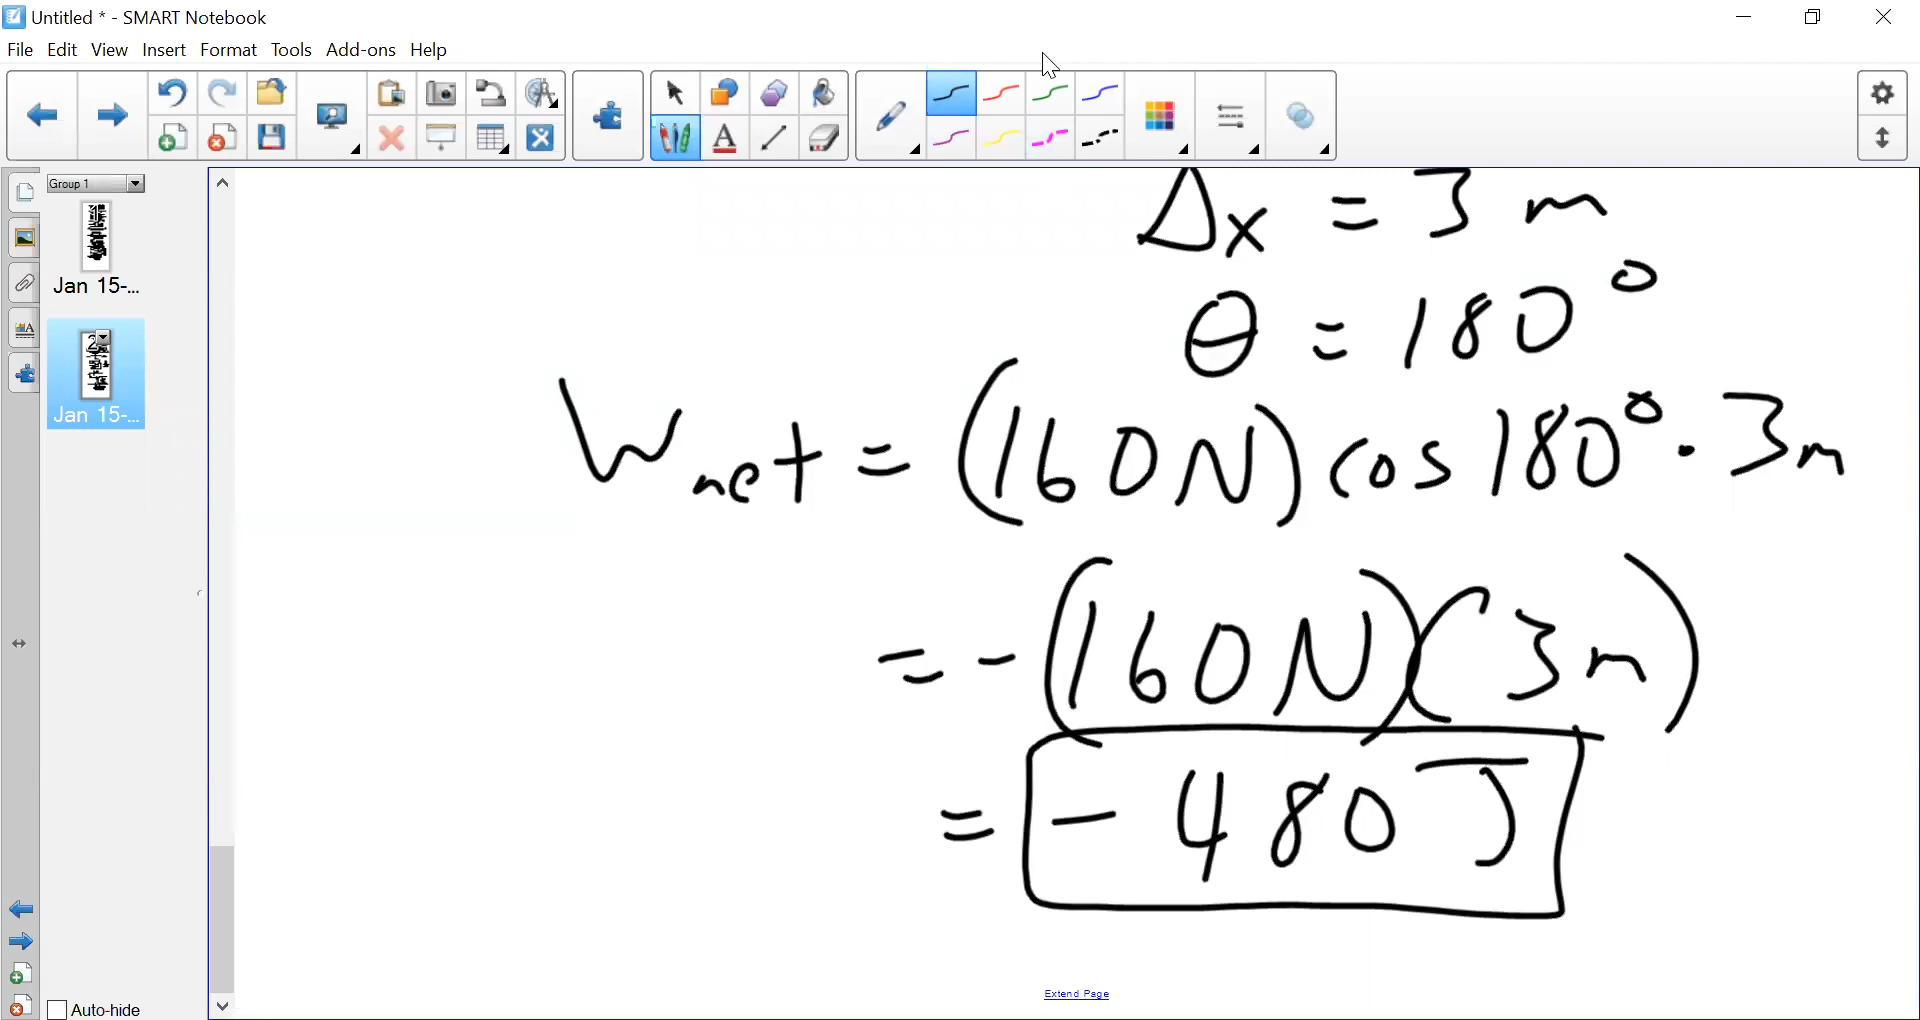 Untitled * - SMART Notebook
File Edit View Insert Format Tools Add-ons Help
Group 1
Jan 15-...
2
Jan 15-...
Auto-hide
Δx = 3 m
θ = 180°
Wnet = (160N) cos 180° · 3m
= - (160N)(3m)
= - 480 J
Extend Page